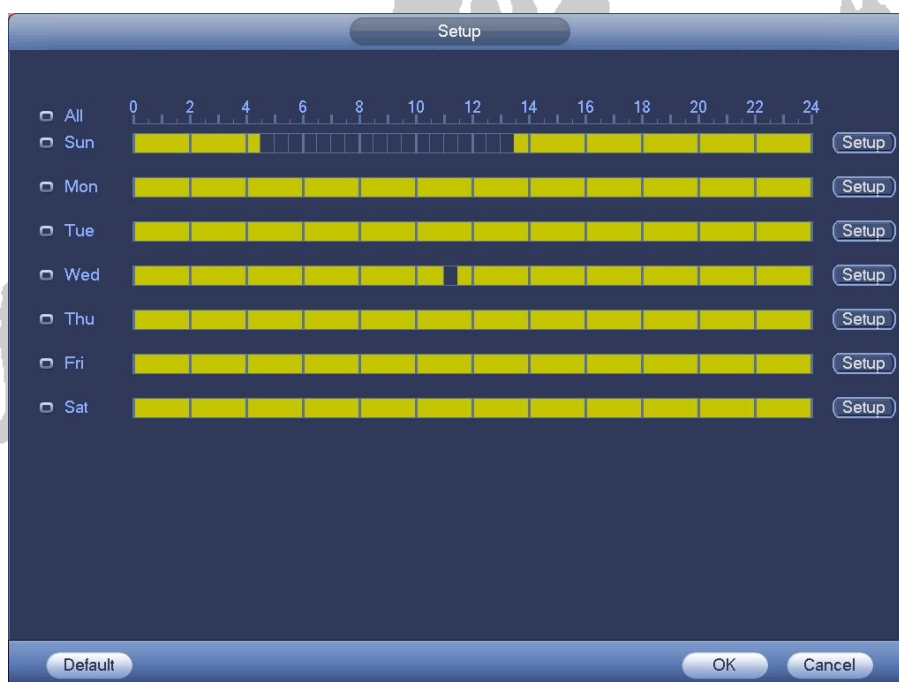 Setup
All 0 2 4 6 8 10 12 14 16 18 20 22 24
Sun Setup
Mon Setup
Tue Setup
Wed Setup
Thu Setup
Fri Setup
Sat Setup
Default OK Cancel